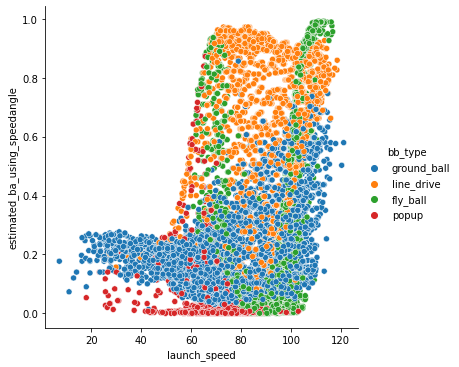 1.0
0.8
0.6
0.4
0.2
0.0
estimated_ba_using_speedangle
20 40 60 80 100 120
launch_speed
bb_type
ground_ball
line_drive
fly_ball
popup